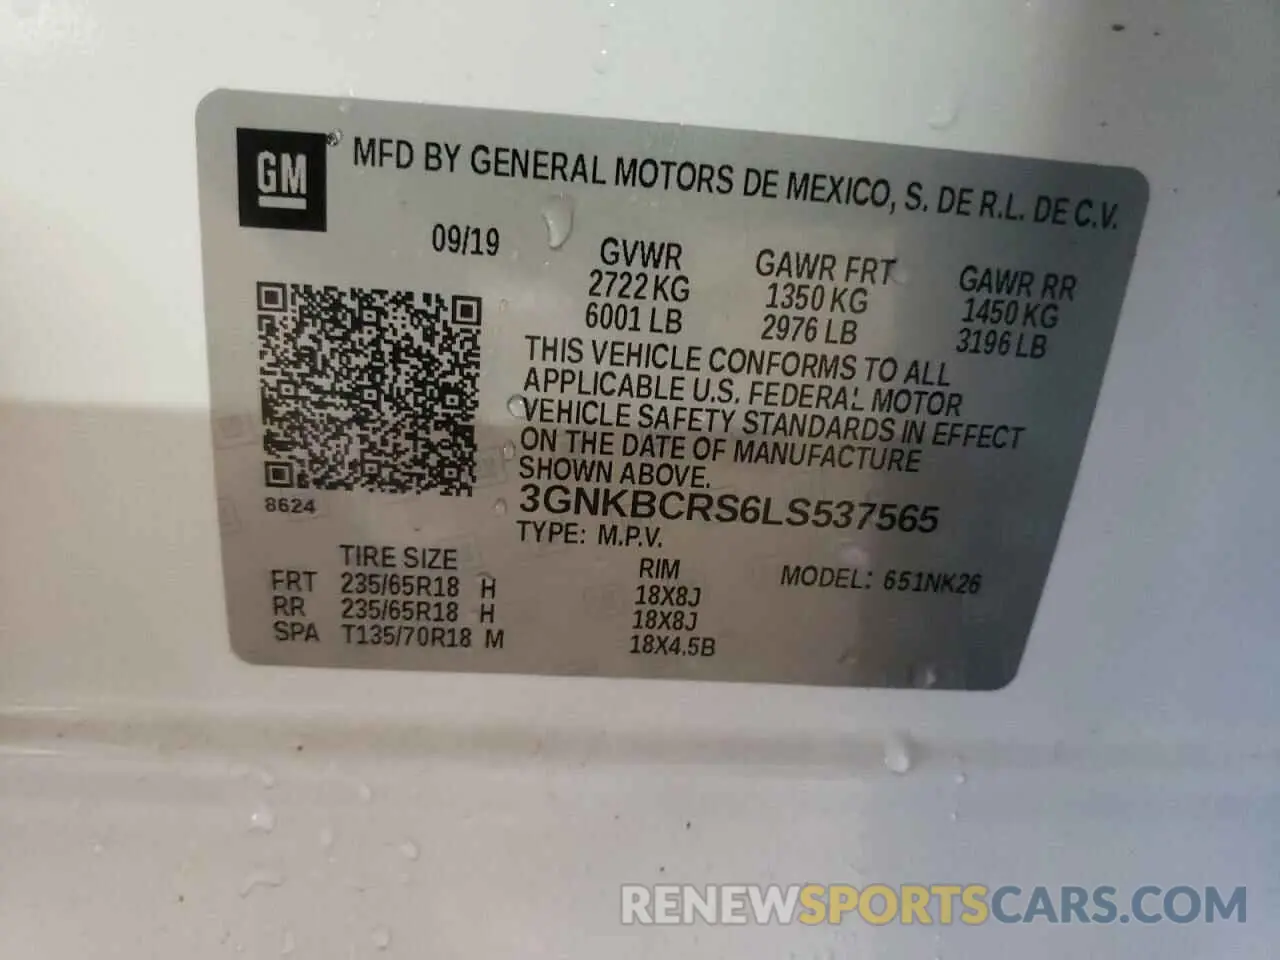 GM® MFD BY GENERAL MOTORS DE MEXICO, S. DE R.L. DE C.V.
09/19
GVWR
2722 KG
6001 LB
GAWR FRT
1350 KG
2976 LB
GAWR RR
1450 KG
3196 LB
THIS VEHICLE CONFORMS TO ALL
APPLICABLE U.S. FEDERAL MOTOR
VEHICLE SAFETY STANDARDS IN EFFECT
ON THE DATE OF MANUFACTURE
SHOWN ABOVE.
8624
3GNKBCRS6LS537565
TYPE: M.P.V.
MODEL: 651NK26
TIRE SIZE RIM
FRT 235/65R18 H 18X8J
RR 235/65R18 H 18X8J
SPA T135/70R18 M 18X4.5B
RENEWSPORTSCARS.COM